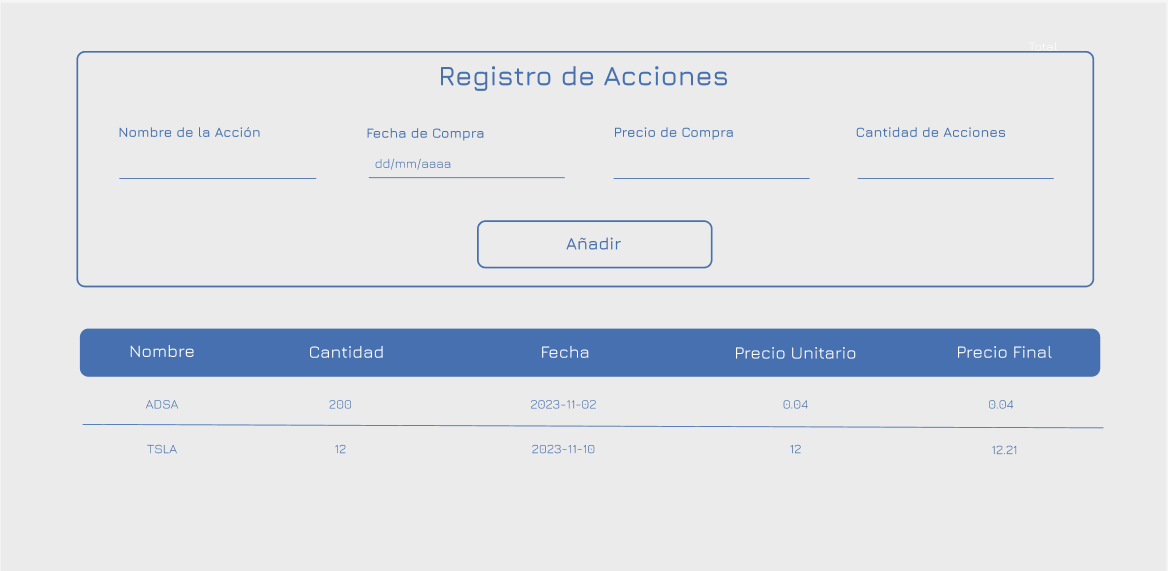 Total
Registro de Acciones
Nombre de la Acción Fecha de Compra Precio de Compra Cantidad de Acciones
dd/mm/aaaa
Añadir
Nombre Cantidad Fecha Precio Unitario Precio Final
ADSA 200 2023-11-02 0.04 0.04
TSLA 12 2023-11-10 12 12.21